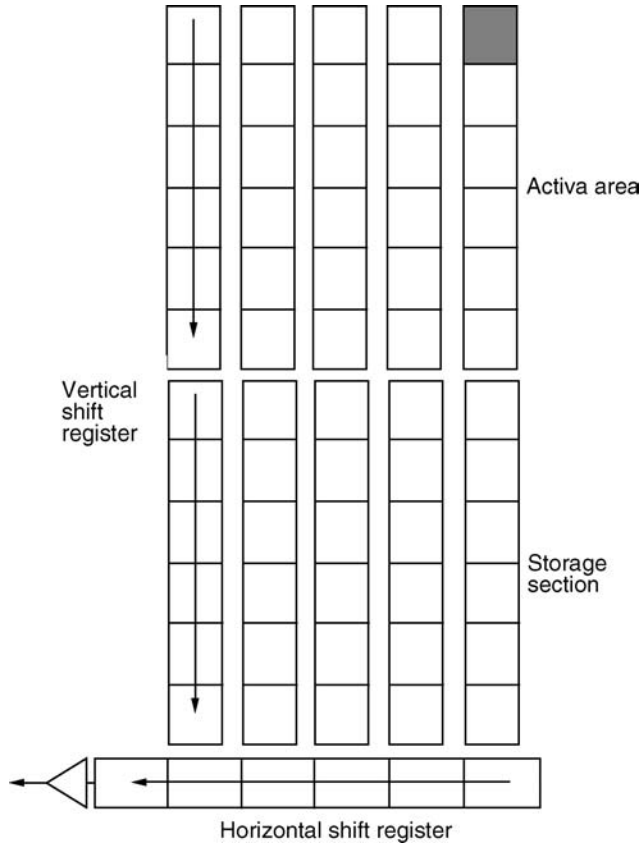 Activa area
Vertical
shift
register
Storage
section
Horizontal shift register